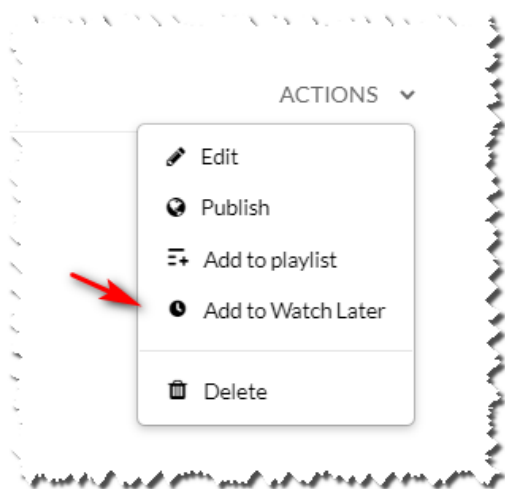 ACTIONS
Edit
Publish
Add to playlist
Add to Watch Later
Delete